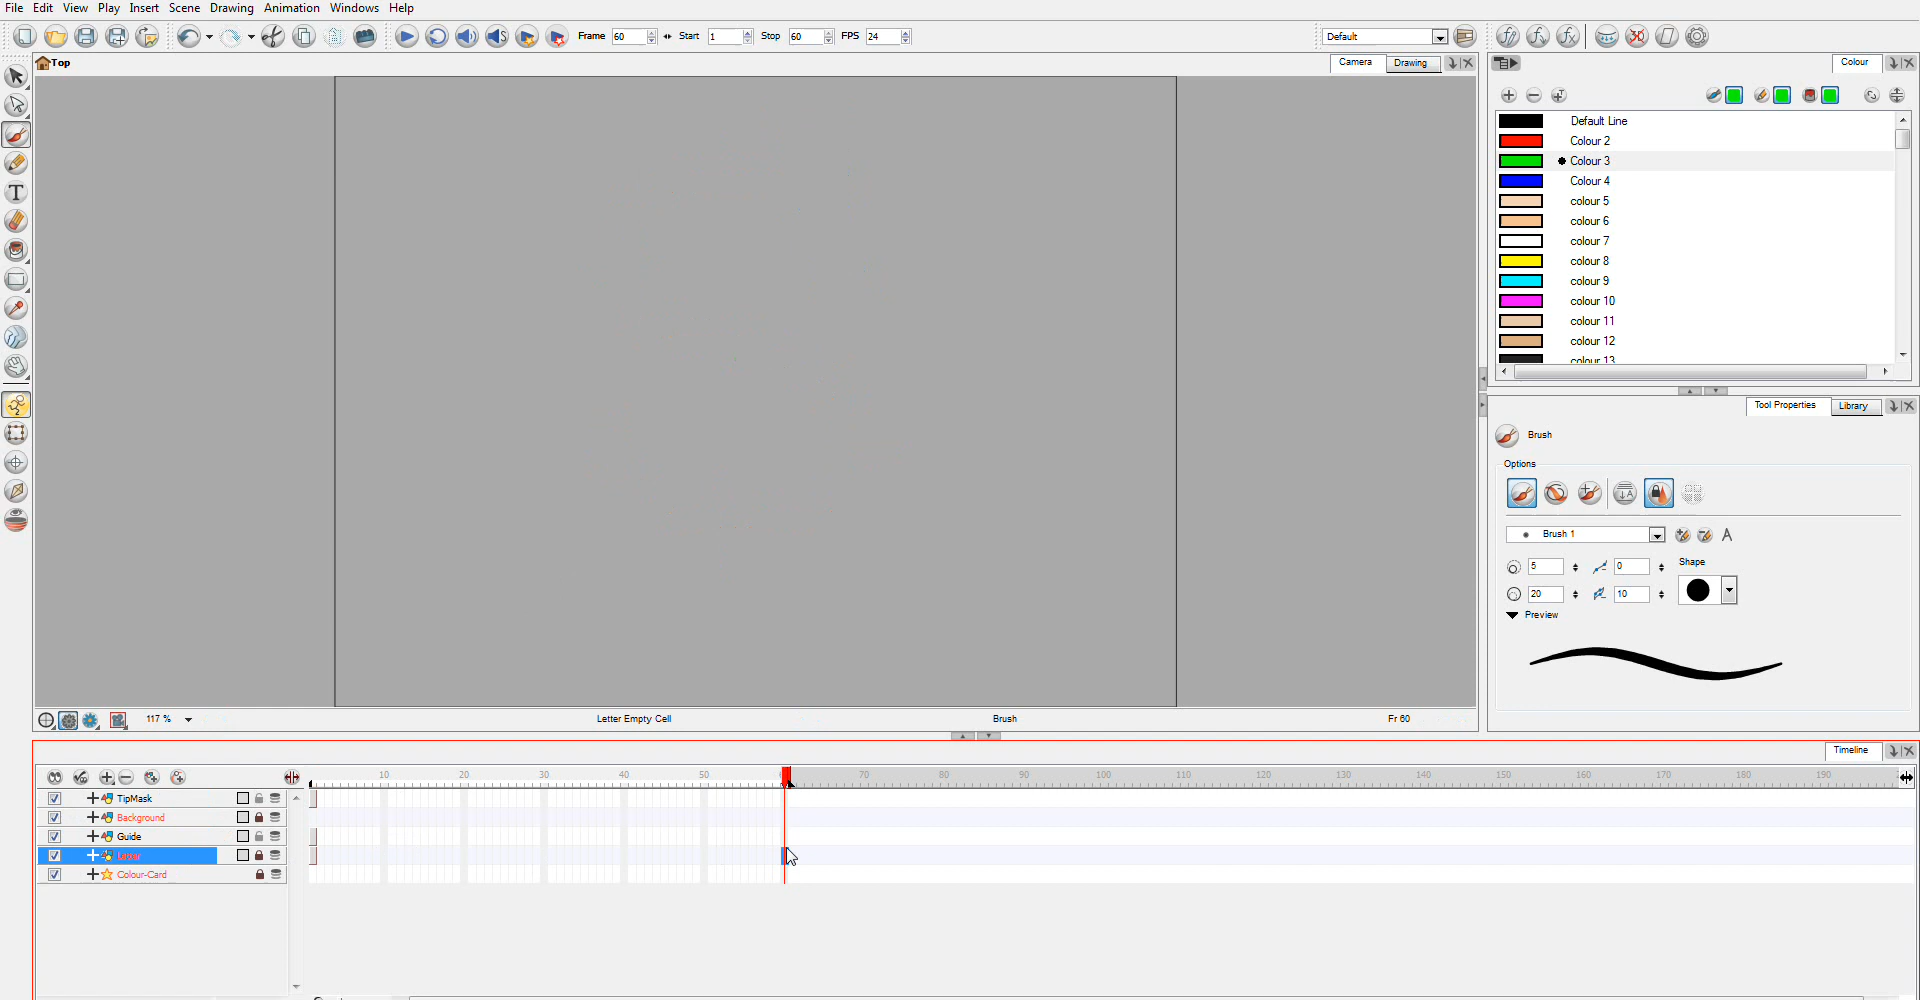 File Edit View Play Insert Scene Drawing Animation Windows Help
Frame 60 Start 1 Stop 60 FPS 24 Default
Top Camera Drawing Colour
Default Line
Colour 2
Colour 3
Colour 4
colour 5
colour 6
colour 7
colour 8
colour 9
colour 10
colour 11
colour 12
colour 13
Tool Properties Library
Brush
Options
Brush 1
5 0 Shape
20 10
Preview
117 % Letter Empty Cell Brush Fr 60
Timeline
10 20 30 40 50 70 80 90 100 110 120 130 140 150 160 170 180 190
TipMask
Background
Guide
Letter
Colour-Card